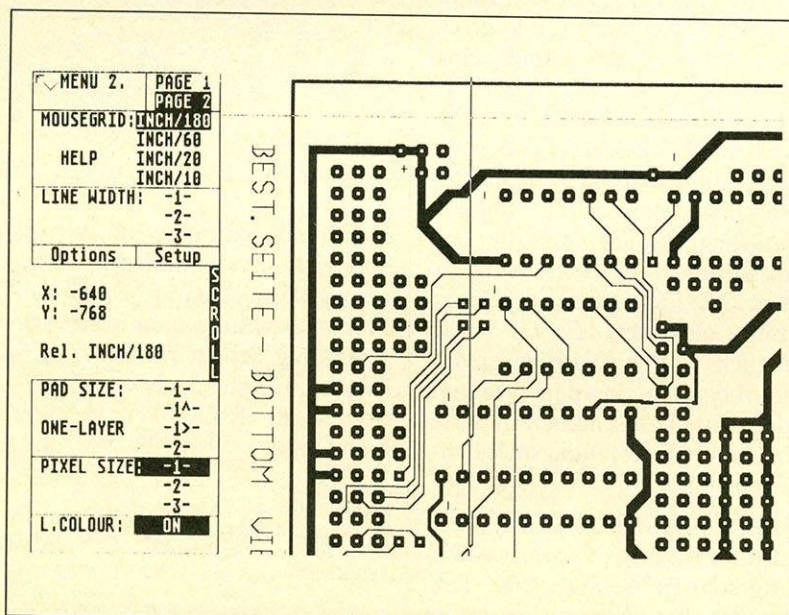 MENU 2. PAGE 1
PAGE 2
MOUSEGRID: INCH/180
INCH/60
HELP INCH/20
INCH/10
LINE WIDTH: -1-
-2-
-3-
Options Setup
X: -640
Y: -768
Rel. INCH/180
SCROLL
PAD SIZE: -1-
-1^-
ONE-LAYER -1>-
-2-
PIXEL SIZE: -1-
-2-
-3-
L.COLOUR: ON
BEST. SEITE-BOTTOM VIE